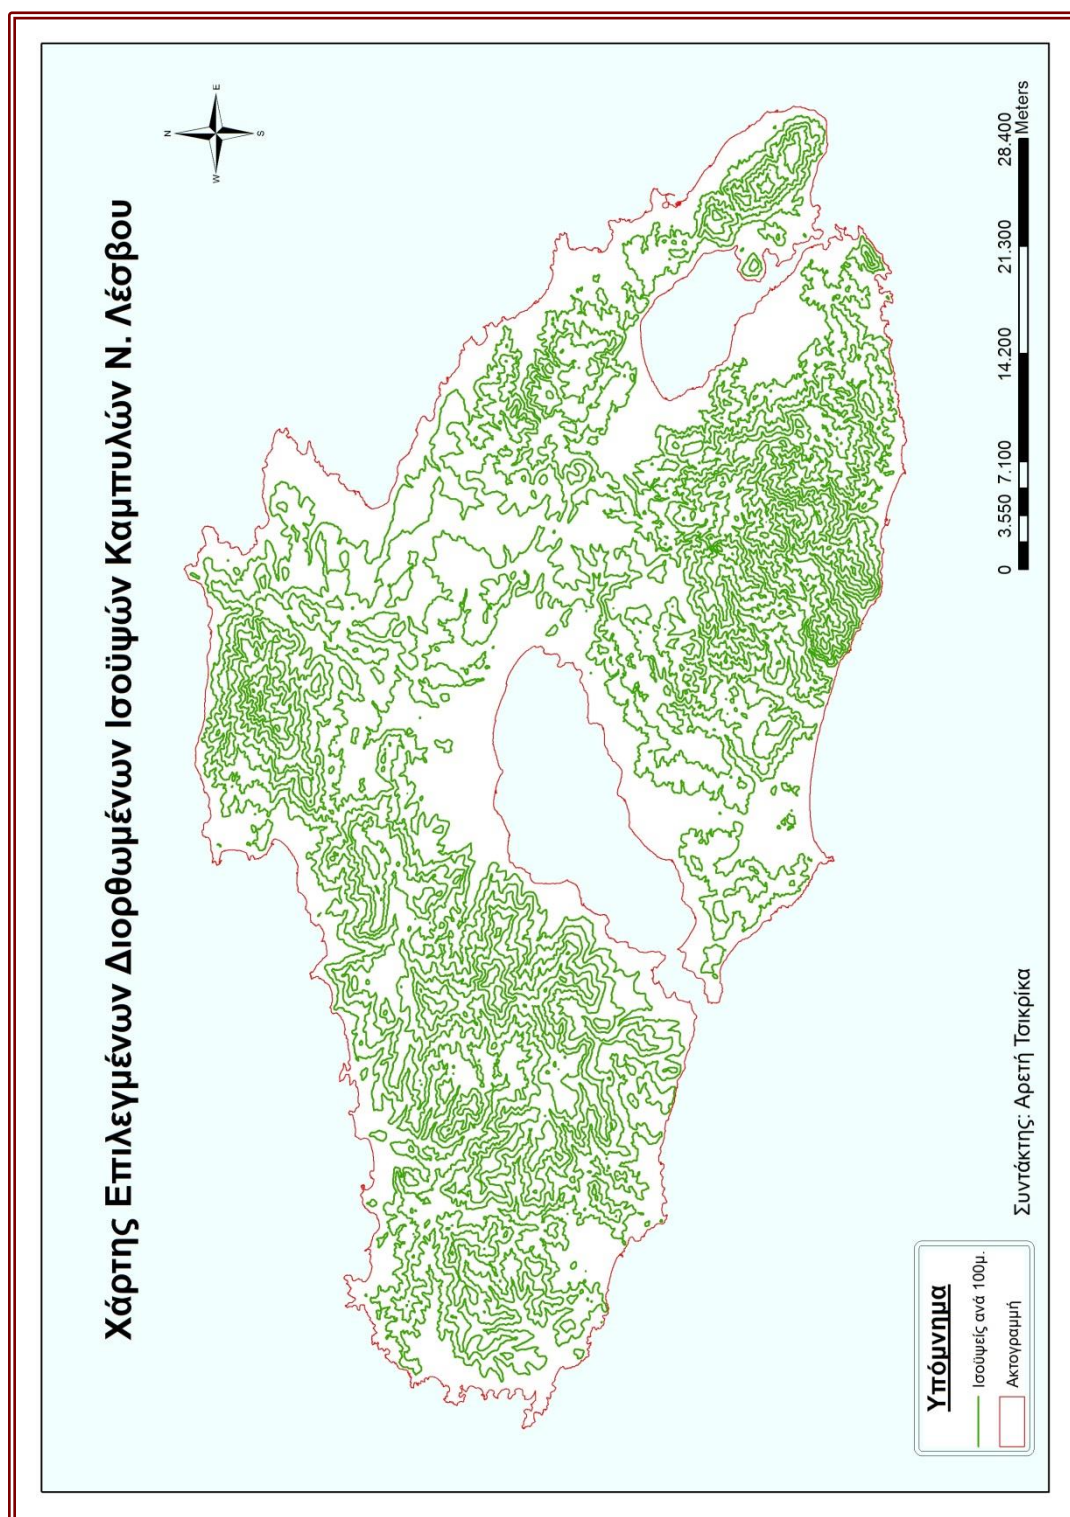 Χάρτης Επιλεγμένων Διορθωμένων Ισοϋψών Καμπυλών Ν. Λέσβου
N
W E
S
Υπόμνημα
Ισοϋψείς ανά 100μ.
Ακτογραμμή
Συντάκτης: Αρετή Τσικρίκα
0 3.550 7.100 14.200 21.300 28.400
Meters